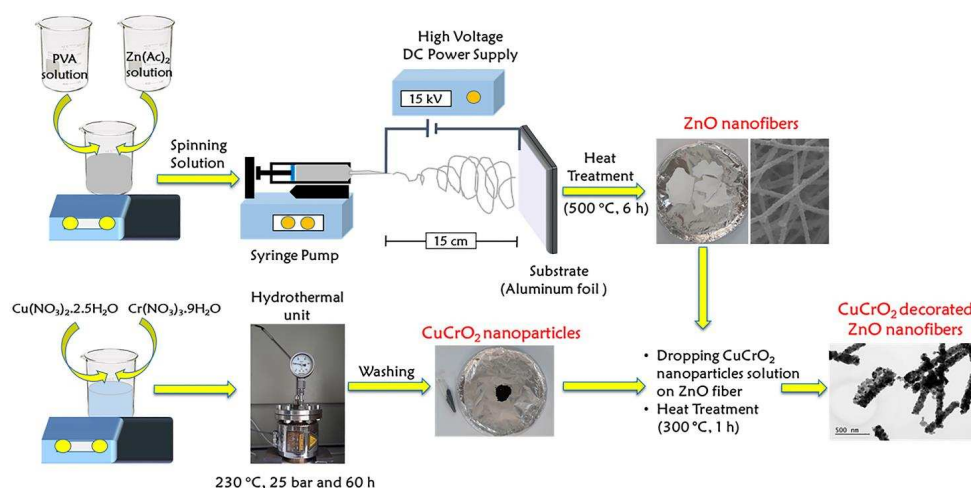 PVA
solution
Zn(Ac)₂
solution
Spinning
Solution
High Voltage
DC Power Supply
15 kV
Syringe Pump
15 cm
Substrate
(Aluminum foil )
Heat
Treatment
(500 °C, 6 h)
ZnO nanofibers
Cu(NO₃)₂.2.5H₂O
Cr(NO₃)₃.9H₂O
Hydrothermal
unit
230 °C, 25 bar and 60 h
Washing
CuCrO₂ nanoparticles
• Dropping CuCrO₂
nanoparticles solution
on ZnO fiber
• Heat Treatment
(300 °C, 1 h)
CuCrO₂ decorated
ZnO nanofibers
500 nm